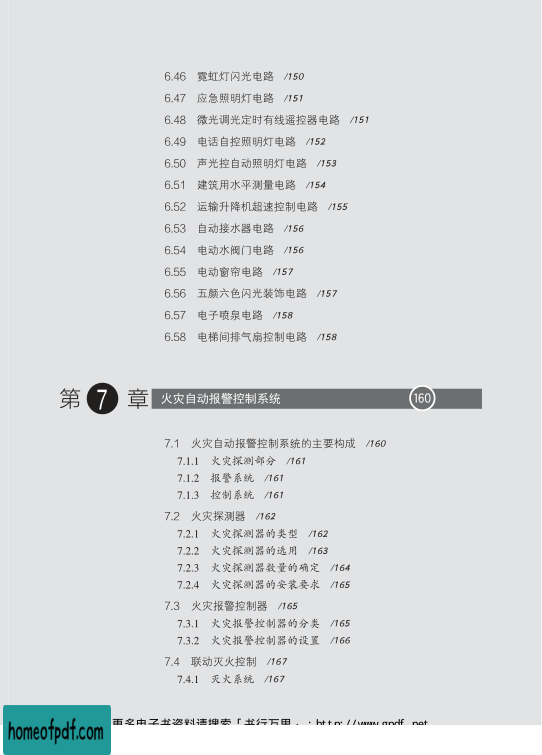 6.46 霓虹灯闪光电路 /150
6.47 应急照明灯电路 /151
6.48 微光调光定时有线遥控器电路 /151
6.49 电话自控照明灯电路 /152
6.50 声光控自动照明灯电路 /153
6.51 建筑用水平测量电路 /154
6.52 运输升降机超速控制电路 /155
6.53 自动接水器电路 /156
6.54 电动水阀门电路 /156
6.55 电动窗帘电路 /157
6.56 五颜六色闪光装饰电路 /157
6.57 电子喷泉电路 /158
6.58 电梯间排气扇控制电路 /158
第 7 章 火灾自动报警控制系统 160
7.1 火灾自动报警控制系统的主要构成 /160
7.1.1 火灾探测部分 /161
7.1.2 报警系统 /161
7.1.3 控制系统 /161
7.2 火灾探测器 /162
7.2.1 火灾探测器的类型 /162
7.2.2 火灾探测器的选用 /163
7.2.3 火灾探测器数量的确定 /164
7.2.4 火灾探测器的安装要求 /165
7.3 火灾报警控制器 /165
7.3.1 火灾报警控制器的分类 /165
7.3.2 火灾报警控制器的设置 /166
7.4 联动灭火控制 /167
7.4.1 灭火系统 /167
更多电子书资料请搜索「书行万里」：http://www.gpdf.net
homeofpdf.com